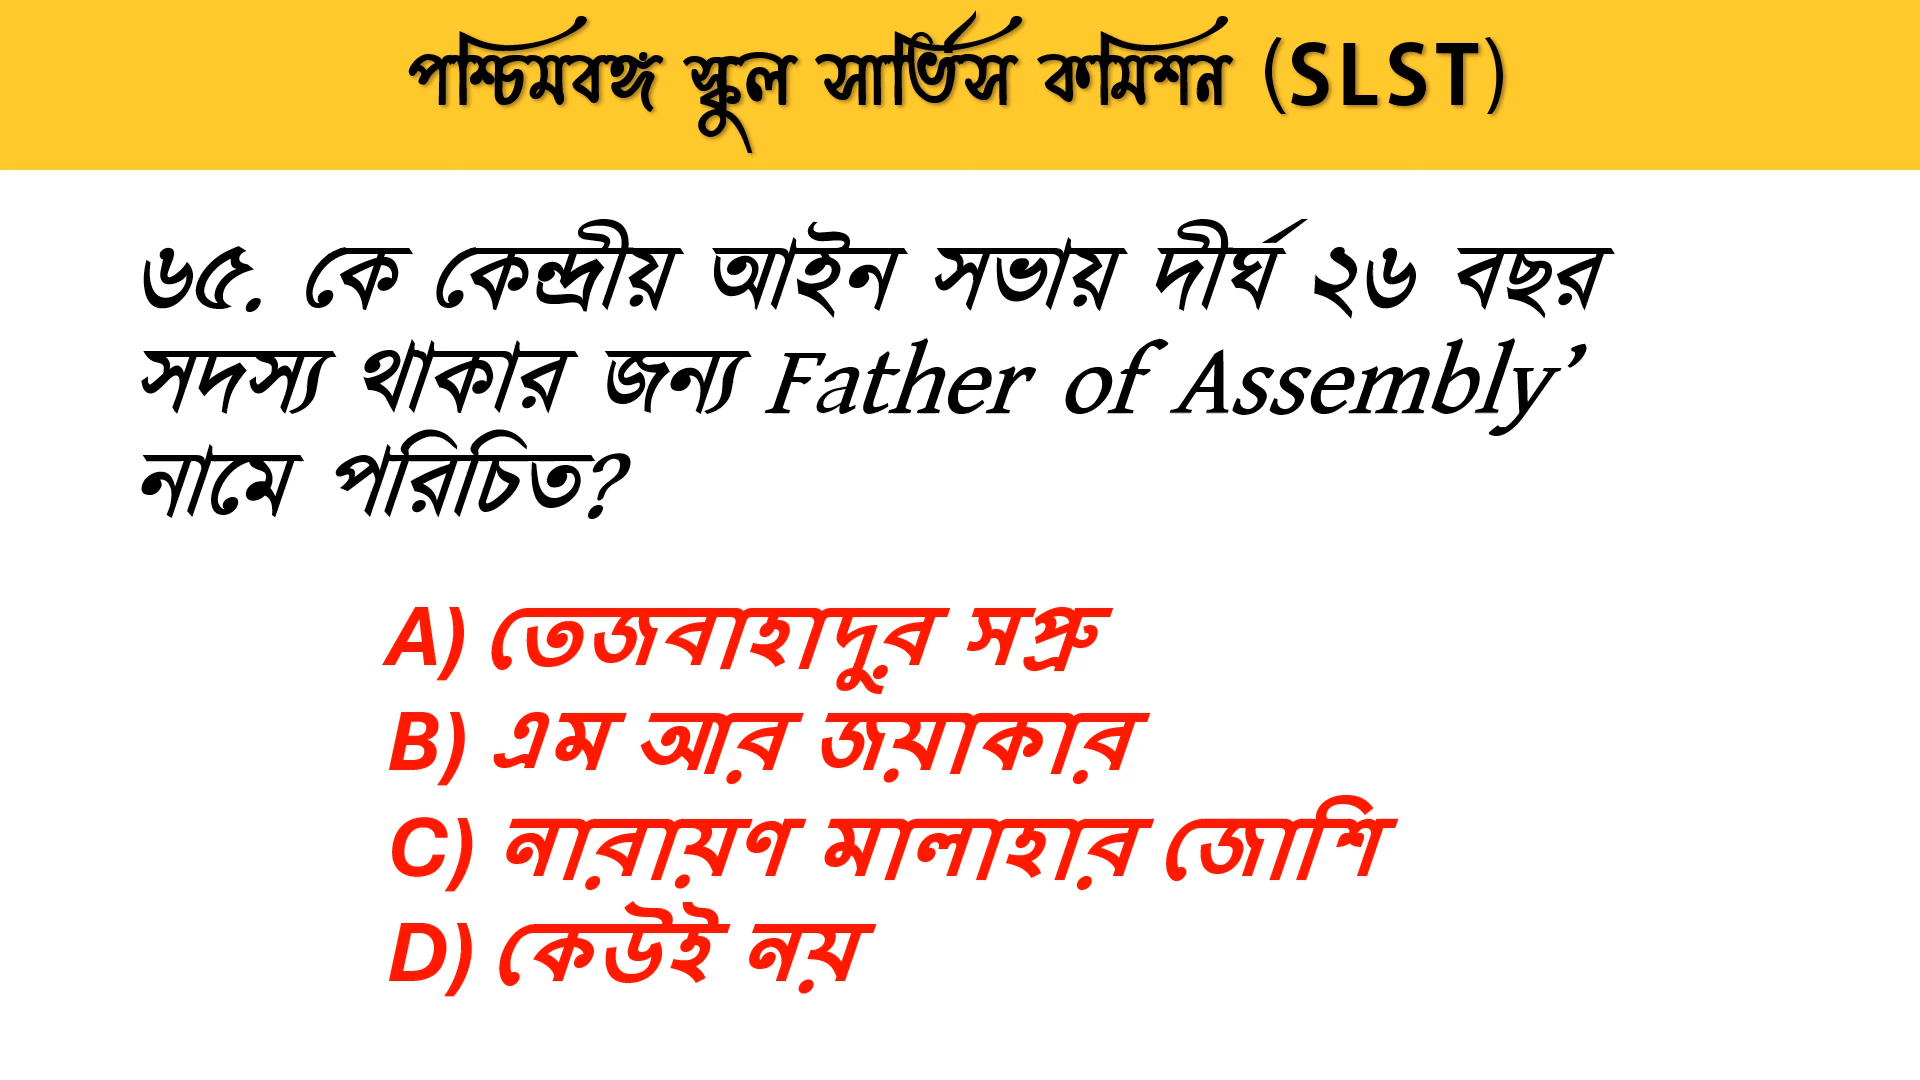 পশ্চিমবঙ্গ স্কুল সার্ভিস কমিশন (SLST)
৬৫. কে কেন্দ্রীয় আইন সভায় দীর্ঘ ২৬ বছর
সদস্য থাকার জন্য Father of Assembly’
নামে পরিচিত?
A) তেজবাহাদুর সপ্রু
B) এম আর জয়াকার
C) নারায়ণ মালাহার জোশি
D) কেউই নয়